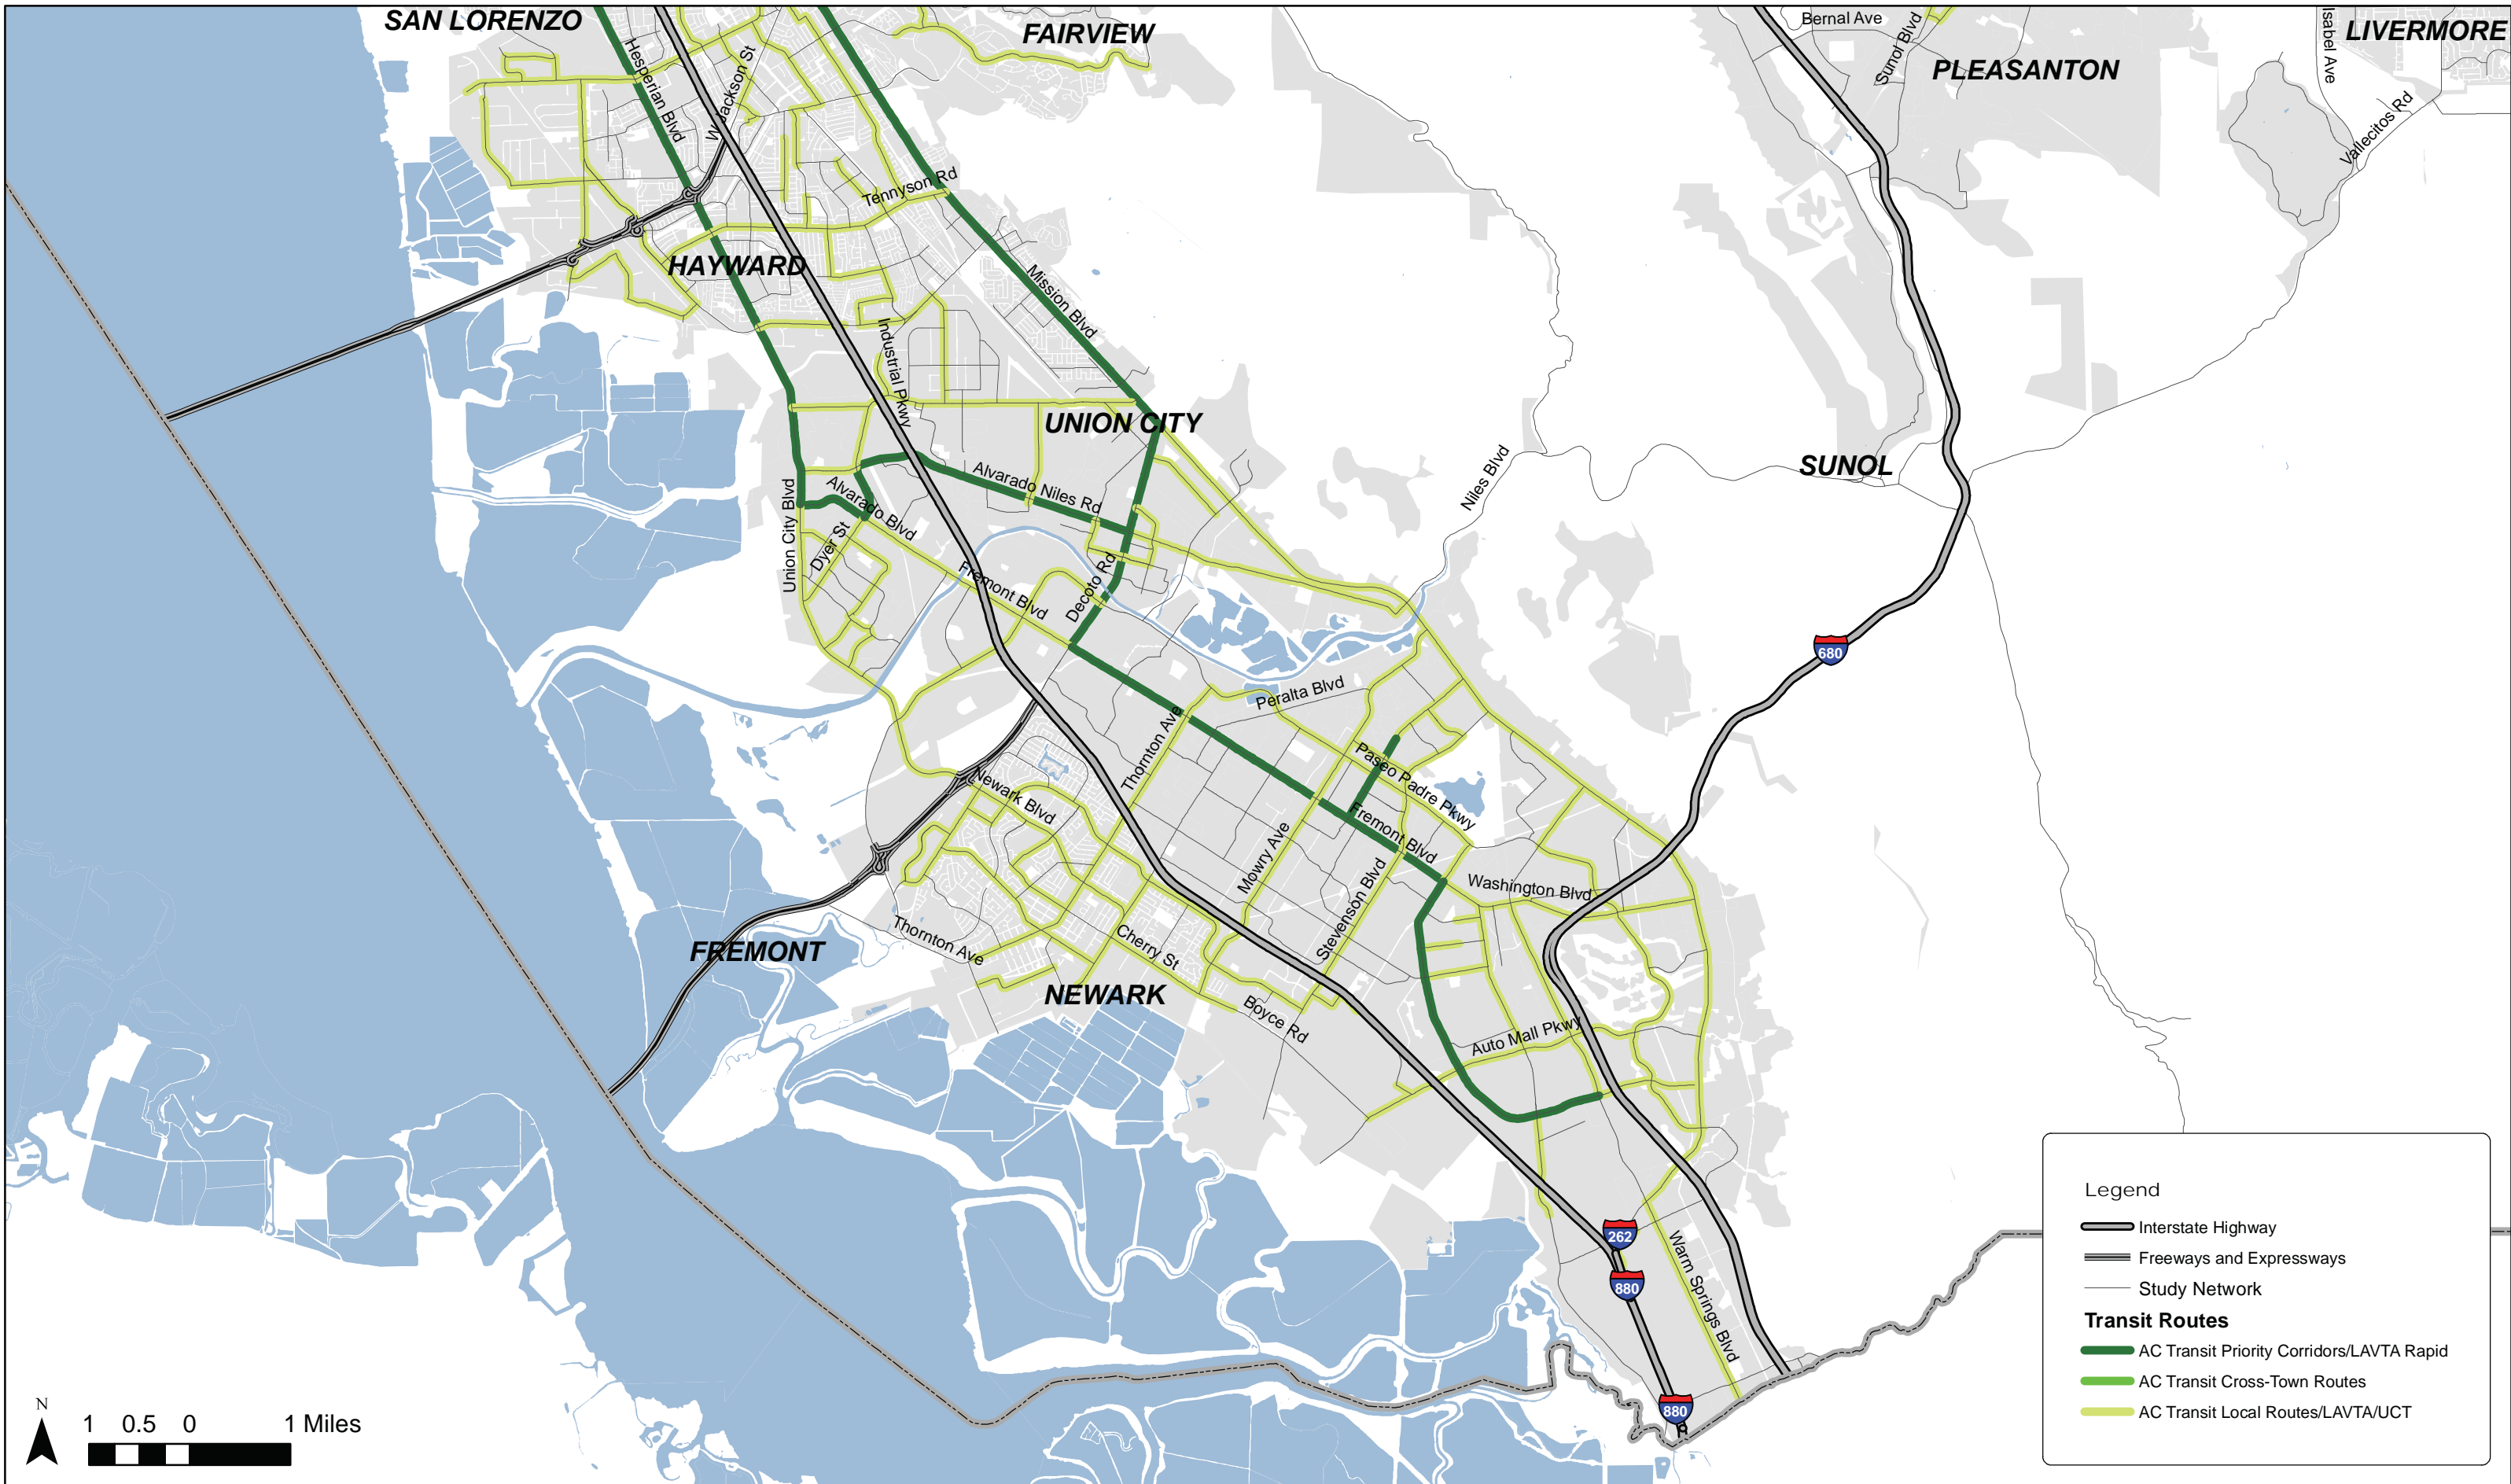 SAN LORENZO
FAIRVIEW
Bernal Ave
Sunol Blvd
Isabel Ave
LIVERMORE
PLEASANTON
Hesperian Blvd
W Jackson St
Vallecitos Rd
Tennyson Rd
HAYWARD
Mission Blvd
Industrial Pkwy
UNION CITY
SUNOL
Niles Blvd
Alvarado Niles Rd
Union City Blvd
Alvarado Blvd
Dyer St
Fremont Blvd
Decoto Rd
680
Peralta Blvd
Thornton Ave
Paseo Padre Pkwy
Newark Blvd
Fremont Blvd
Mowry Ave
Stevenson Blvd
Washington Blvd
Thornton Ave
FREMONT
Cherry St
NEWARK
Boyce Rd
Auto Mall Pkwy
262
880
Warm Springs Blvd
880
Legend
Interstate Highway
Freeways and Expressways
Study Network
Transit Routes
AC Transit Priority Corridors/LAVTA Rapid
AC Transit Cross-Town Routes
AC Transit Local Routes/LAVTA/UCT
N
1 0.5 0 1 Miles